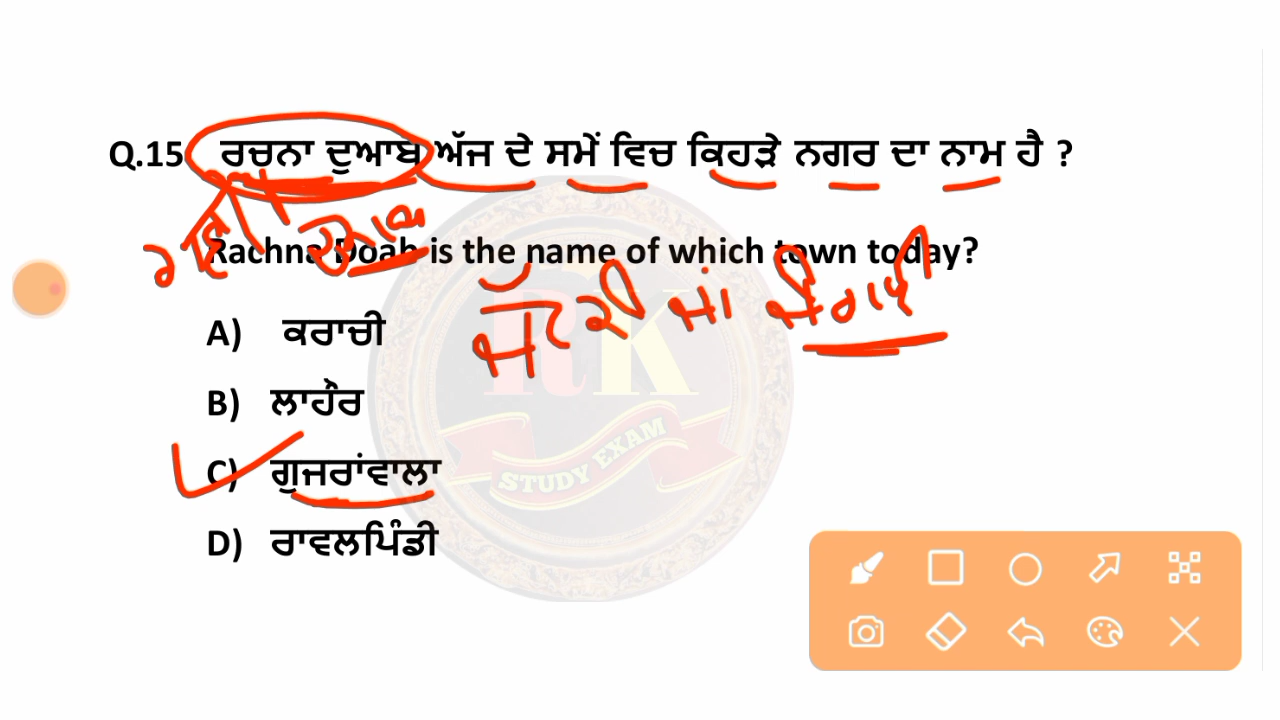 Q.15 ਰਚਨਾ ਦੁਆਬ ਅੱਜ ਦੇ ਸਮੇਂ ਵਿਚ ਕਿਹੜੇ ਨਗਰ ਦਾ ਨਾਮ ਹੈ ?
Rachna Doab is the name of which town today?
A) ਕਰਾਚੀ
B) ਲਾਹੌਰ
C) ਗੁਜਰਾਂਵਾਲਾ
D) ਰਾਵਲਪਿੰਡੀ
RK
STUDY EXAM